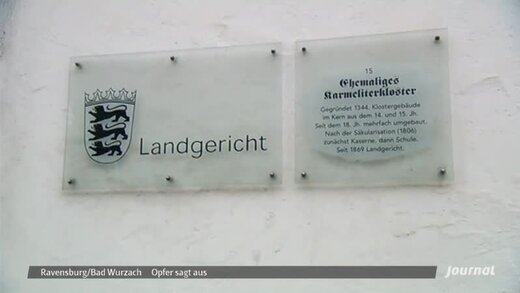 Landgericht
15
Ehemaliges
Karmeliterkloster
Gegründet 1344. Klostergebäude
im Kern aus dem 14. und 15. Jh.
Seit dem 18. Jh. mehrfach umgebaut.
Nach der Säkularisation (1806)
zunächst Kaserne, dann Schule.
Seit 1869 Landgericht.
Ravensburg/Bad Wurzach Opfer sagt aus
Journal